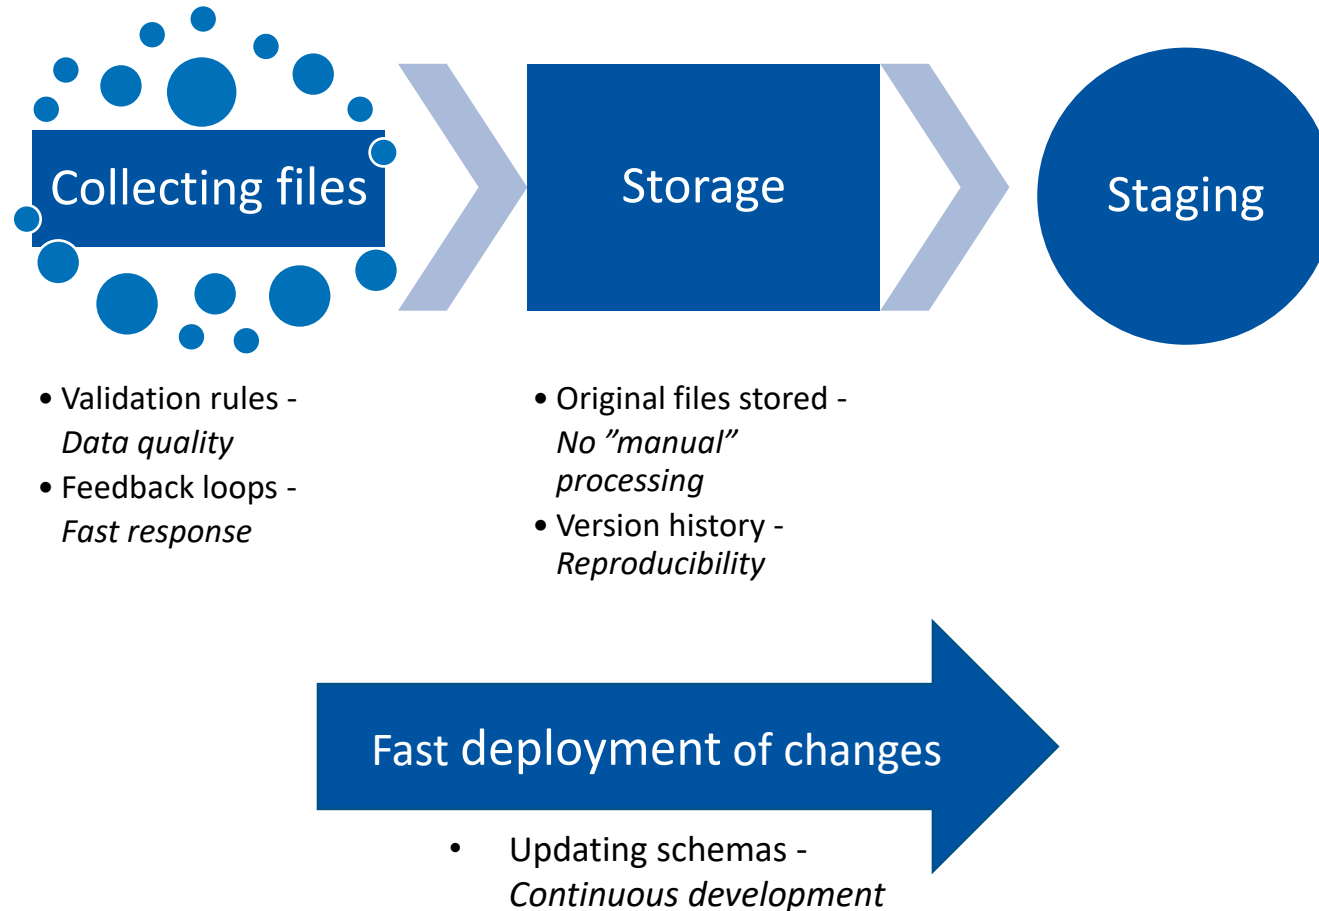 Collecting files
Storage
Staging
• Validation rules -
Data quality
• Feedback loops -
Fast response
• Original files stored -
No ”manual”
processing
• Version history -
Reproducibility
Fast deployment of changes
• Updating schemas -
Continuous development